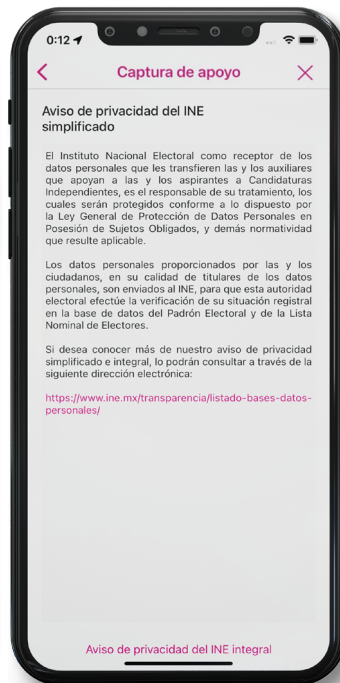 0:12
Captura de apoyo
Aviso de privacidad del INE
simplificado
El Instituto Nacional Electoral como receptor de los
datos personales que les transfieren las y los auxiliares
que apoyan a las y los aspirantes a Candidaturas
Independientes, es el responsable de su tratamiento, los
cuales serán protegidos conforme a lo dispuesto por
la Ley General de Protección de Datos Personales en
Posesión de Sujetos Obligados, y demás normatividad
que resulte aplicable.
Los datos personales proporcionados por las y los
ciudadanos, en su calidad de titulares de los datos
personales, son enviados al INE, para que esta autoridad
electoral efectúe la verificación de su situación registral
en la base de datos del Padrón Electoral y de la Lista
Nominal de Electores.
Si desea conocer más de nuestro aviso de privacidad
simplificado e integral, lo podrán consultar a través de la
siguiente dirección electrónica:
https://www.ine.mx/transparencia/listado-bases-datos-
personales/
Aviso de privacidad del INE integral